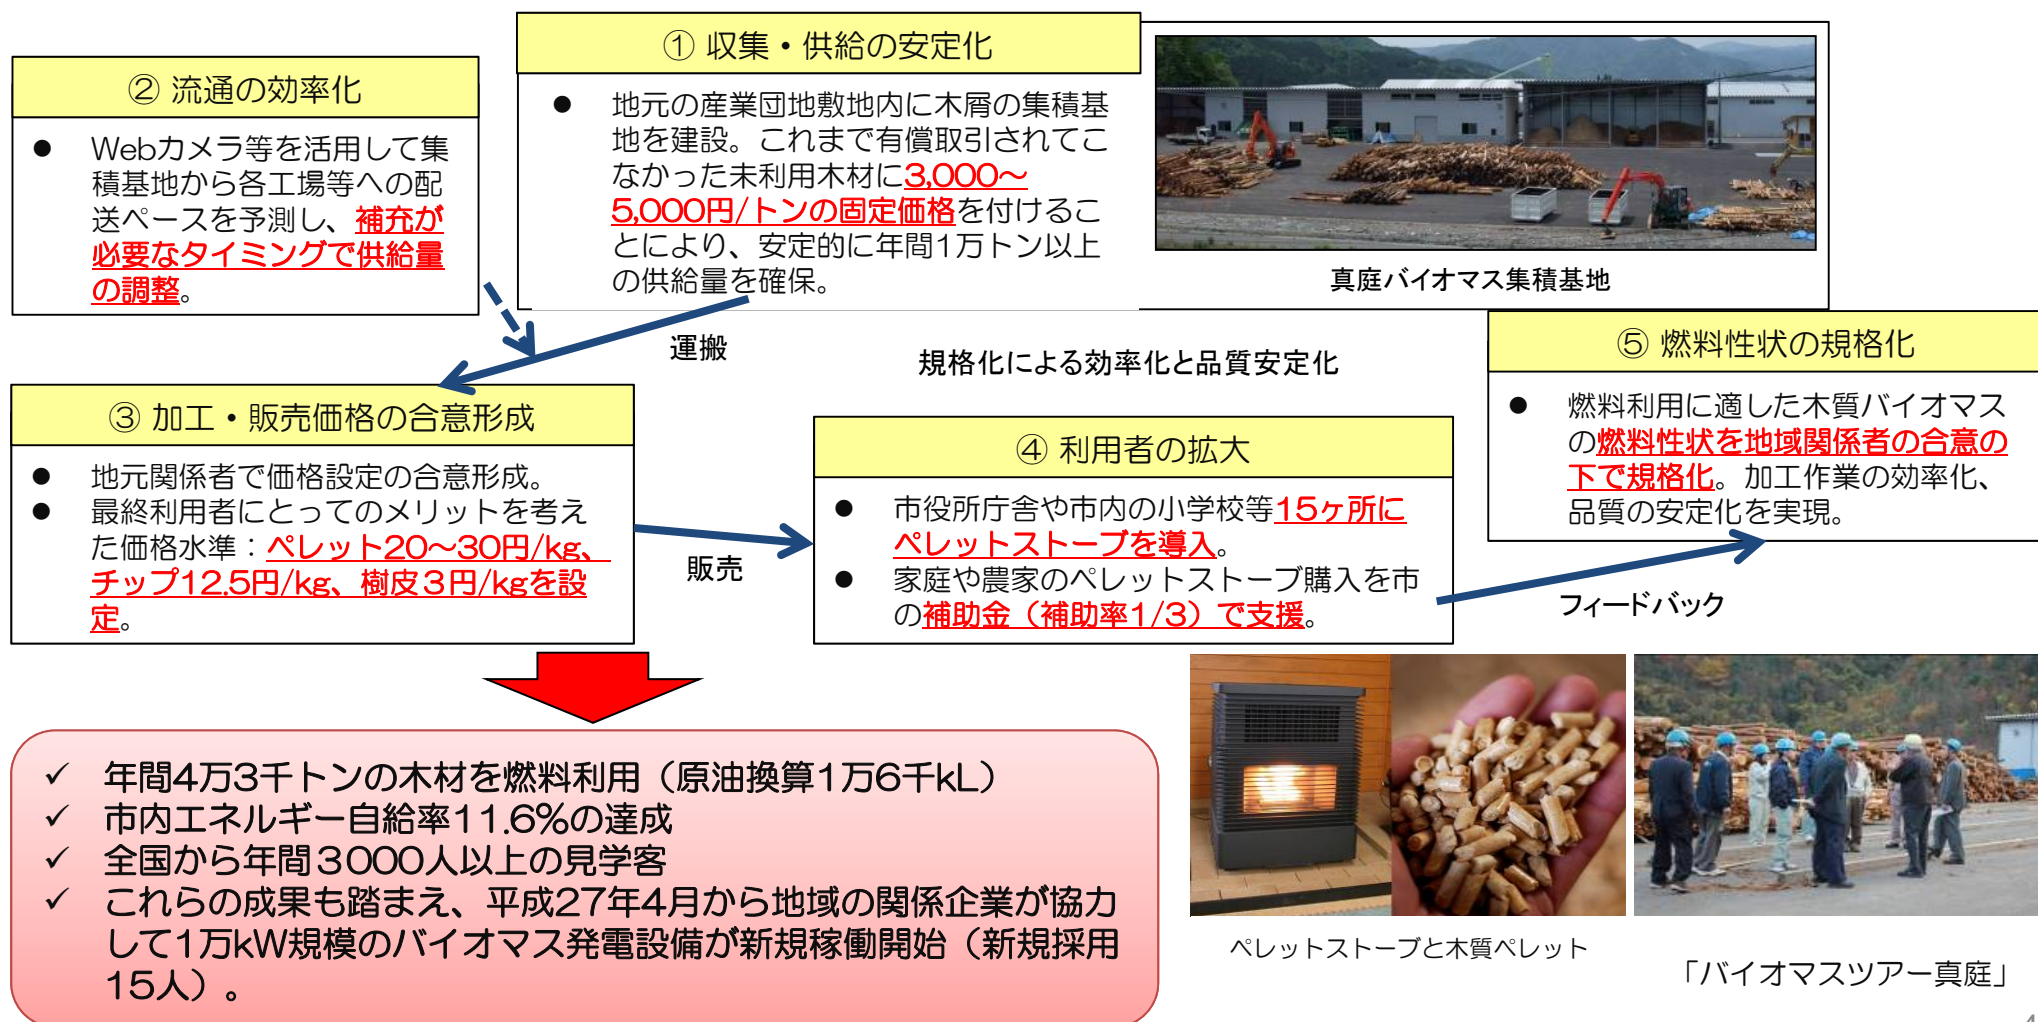 ① 収集・供給の安定化
● 地元の産業団地敷地内に木屑の集積基
地を建設。これまで有償取引されてこ
なかった未利用木材に3,000～
5,000円/トンの固定価格を付けるこ
とにより、安定的に年間1万トン以上
の供給量を確保。
真庭バイオマス集積基地
② 流通の効率化
● Webカメラ等を活用して集
積基地から各工場等への配
送ペースを予測し、補充が
必要なタイミングで供給量
の調整。
運搬
規格化による効率化と品質安定化
③ 加工・販売価格の合意形成
● 地元関係者で価格設定の合意形成。
● 最終利用者にとってのメリットを考え
た価格水準：ペレット20～30円/kg、
チップ12.5円/kg、樹皮３円/kgを設
定。
販売
④ 利用者の拡大
● 市役所庁舎や市内の小学校等15ヶ所に
ペレットストーブを導入。
● 家庭や農家のペレットストーブ購入を市
の補助金（補助率1/3）で支援。
フィードバック
⑤ 燃料性状の規格化
● 燃料利用に適した木質バイオマス
の燃料性状を地域関係者の合意の
下で規格化。加工作業の効率化、
品質の安定化を実現。
✓ 年間4万3千トンの木材を燃料利用（原油換算1万6千kL）
✓ 市内エネルギー自給率11.6%の達成
✓ 全国から年間３000人以上の見学客
✓ これらの成果も踏まえ、平成27年4月から地域の関係企業が協力
して1万kW規模のバイオマス発電設備が新規稼働開始（新規採用
15人）。
ペレットストーブと木質ペレット
「バイオマスツアー真庭」